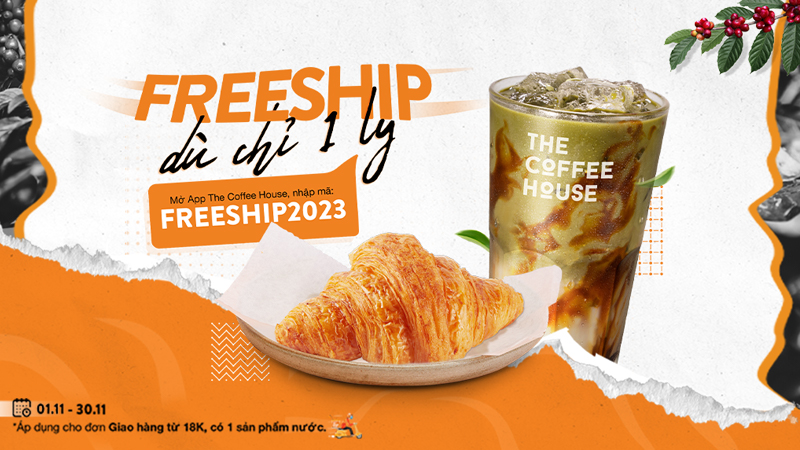 FREESHIP
dù chỉ 1 ly
Mở App The Coffee House, nhập mã:
FREESHIP2023
THE
COFFEE
HOUSE
01.11 - 30.11
*Áp dụng cho đơn Giao hàng từ 18K, có 1 sản phẩm nước.